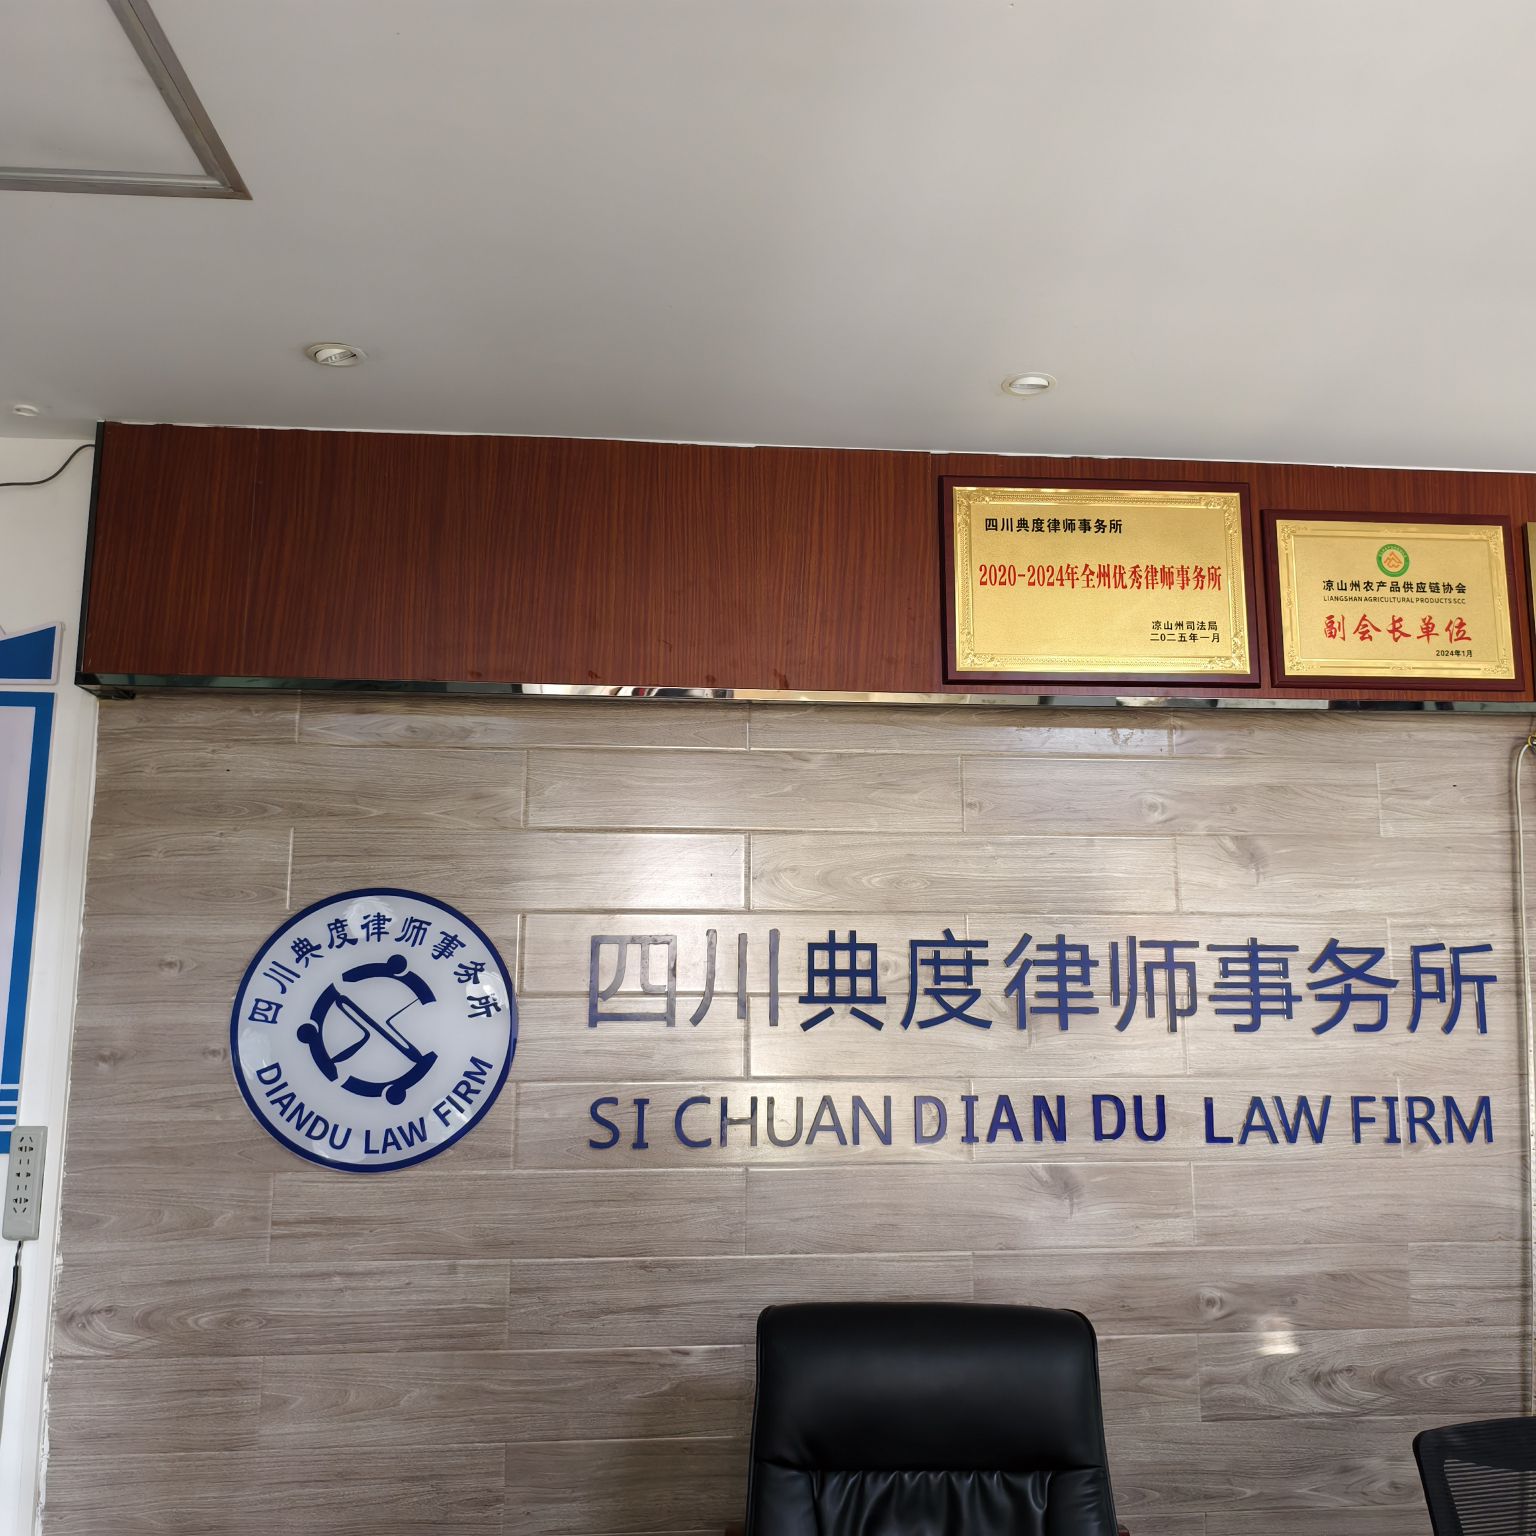 四川典度律师事务所
2020-2024年全州优秀律师事务所
凉山州司法局
二〇二五年一月
凉山州农产品供应链协会
LIANGSHAN AGRICULTURAL PRODUCTS SCC
副会长单位
2024年1月
四川典度律师事务所
DIANDU LAW FIRM
四川典度律师事务所
SI CHUAN DIAN DU LAW FIRM